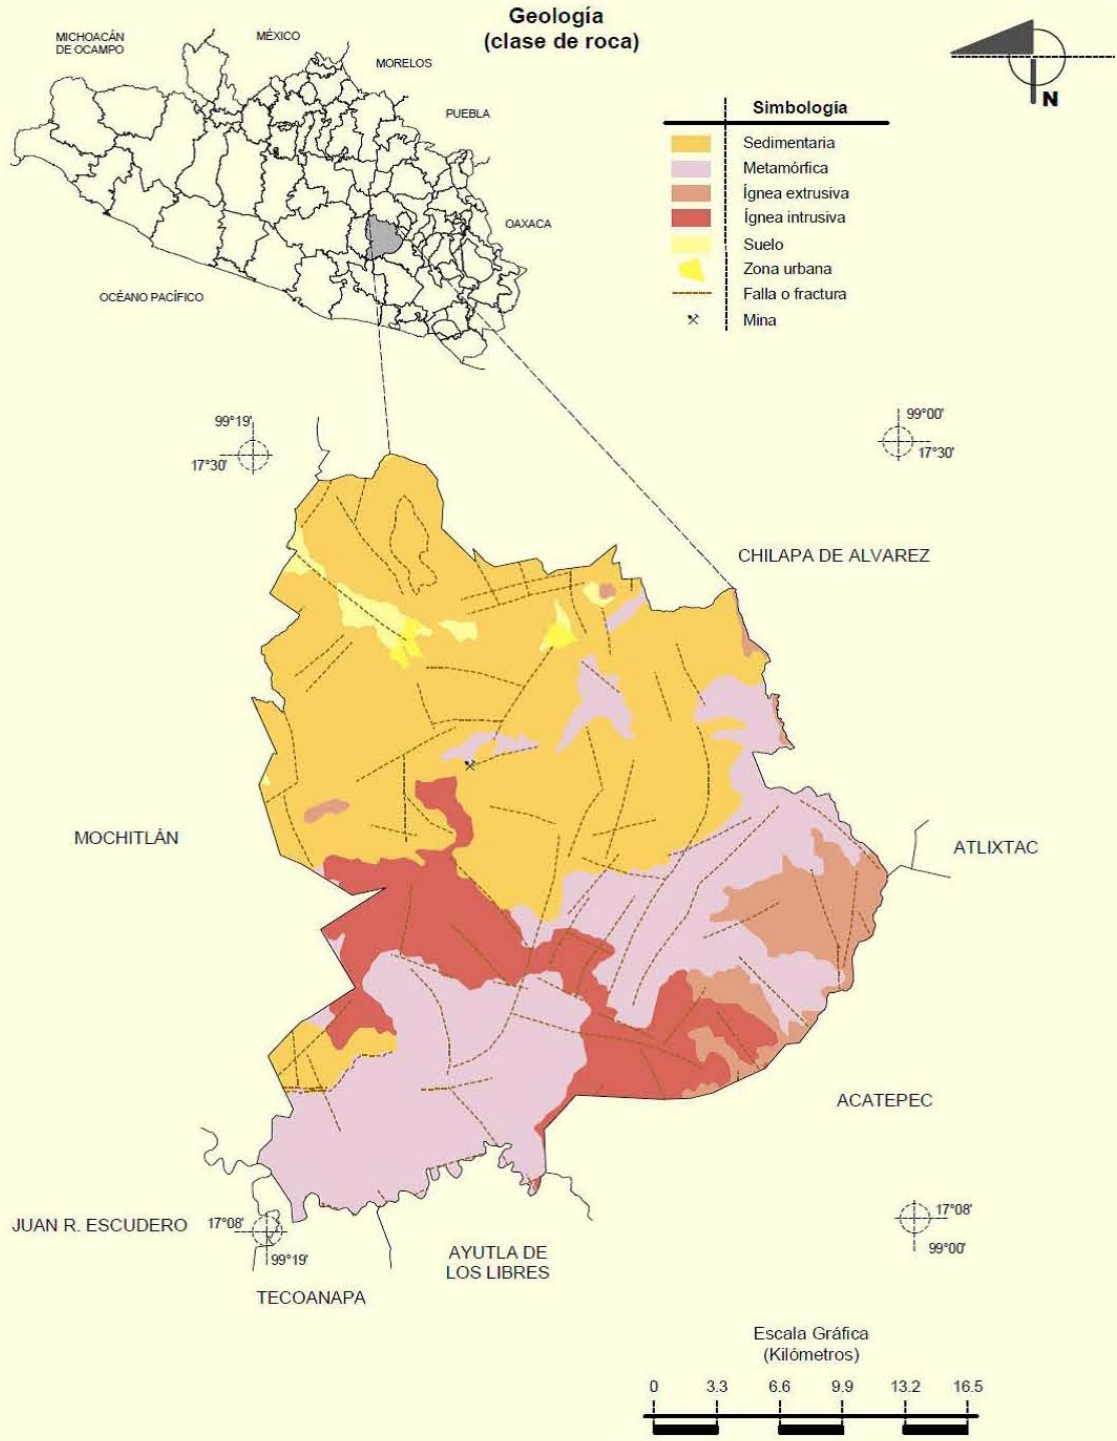 Geología
(clase de roca)
MICHOACÁN
DE OCAMPO
MÉXICO
MORELOS
PUEBLA
OAXACA
OCÉANO PACÍFICO
N
Simbología
Sedimentaria
Metamórfica
Ígnea extrusiva
Ígnea intrusiva
Suelo
Zona urbana
Falla o fractura
Mina
99°19'
17°30'
99°00'
17°30'
CHILAPA DE ALVAREZ
MOCHITLÁN
ATLIXTAC
ACATEPEC
JUAN R. ESCUDERO
17°08'
99°19'
17°08'
99°00'
AYUTLA DE
LOS LIBRES
TECOANAPA
Escala Gráfica
(Kilómetros)
0 3.3 6.6 9.9 13.2 16.5